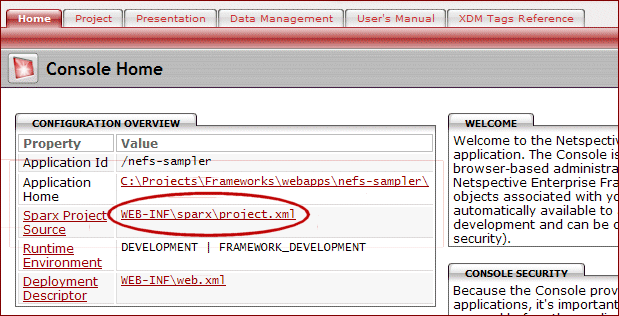 Home Project Presentation Data Management User's Manual XDM Tags Reference
Console Home
CONFIGURATION OVERVIEW
Property Value
Application Id /nefs-sampler
Application
Home
C:\Projects\Frameworks\webapps\nefs-sampler\
Sparx Project
Source
WEB-INF\sparx\project.xml
Runtime
Environment
DEVELOPMENT | FRAMEWORK_DEVELOPMENT
Deployment
Descriptor
WEB-INF\web.xml
WELCOME
Welcome to the Netspective
application. The Console is
browser-based administra
Netspective Enterprise Fra
objects associated with yo
automatically available to
development and can be o
security).
CONSOLE SECURITY
Because the Console prov
applications, it's important